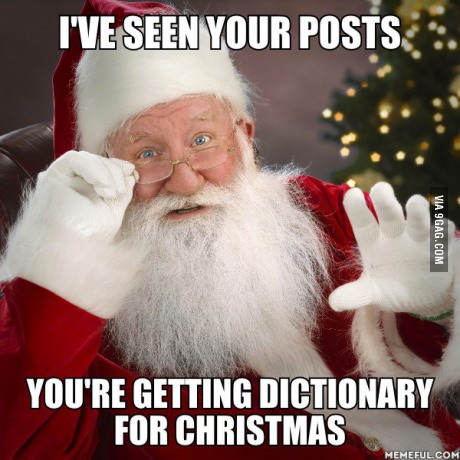 I'VE SEEN YOUR POSTS
VIA 9GAG.COM
YOU'RE GETTING DICTIONARY
FOR CHRISTMAS
MEMEFUL.COM